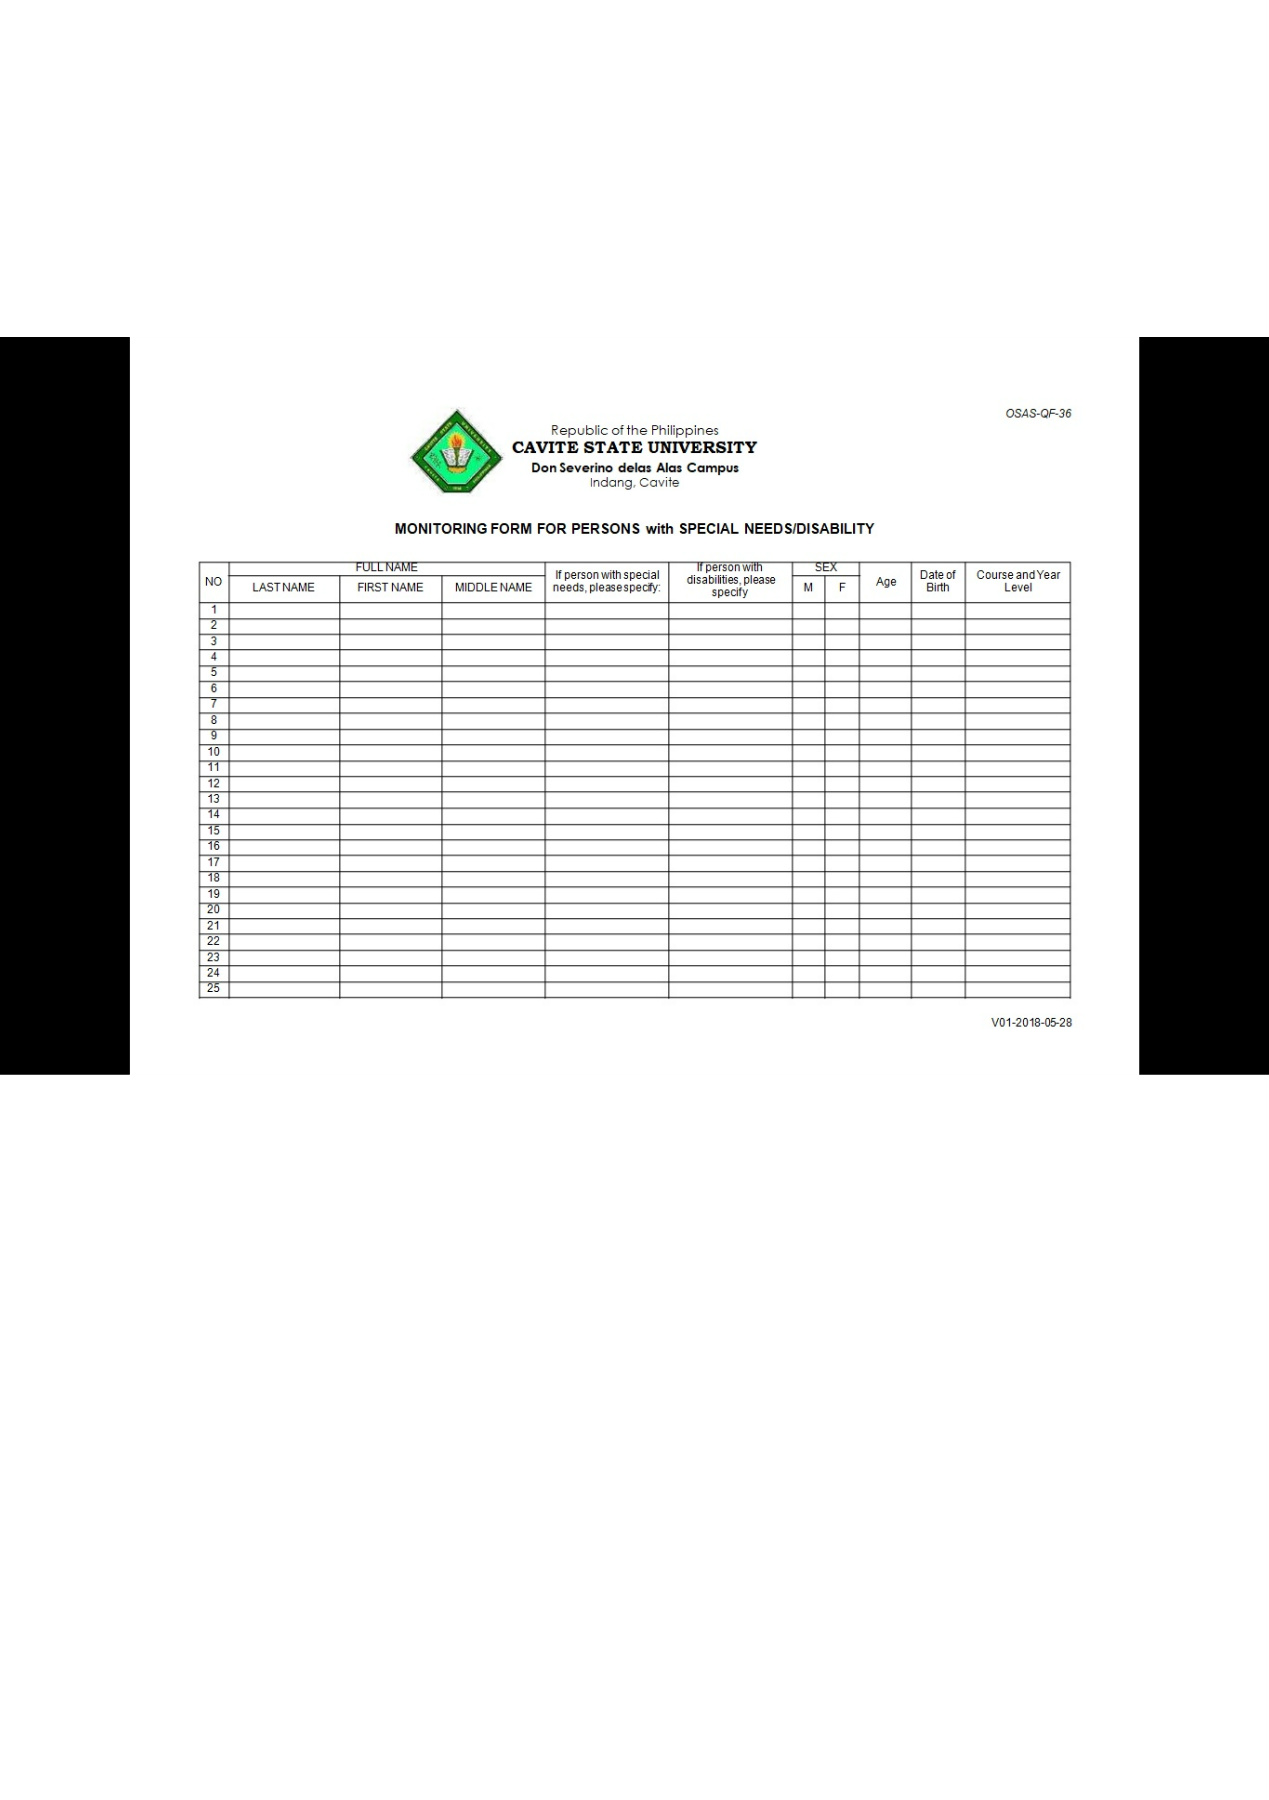 OSAS-QF-36
Republic of the Philippines
CAVITE STATE UNIVERSITY
Don Severino delas Alas Campus
Indang, Cavite
MONITORING FORM FOR PERSONS with SPECIAL NEEDS/DISABILITY
NO
FULL NAME
LAST NAME
FIRST NAME
MIDDLE NAME
If person with special
needs, please specify:
If person with
disabilities, please
specify
SEX
M
F
Age
Date of
Birth
Course and Year
Level
1
2
3
4
5
6
7
8
9
10
11
12
13
14
15
16
17
18
19
20
21
22
23
24
25
V01-2018-05-28